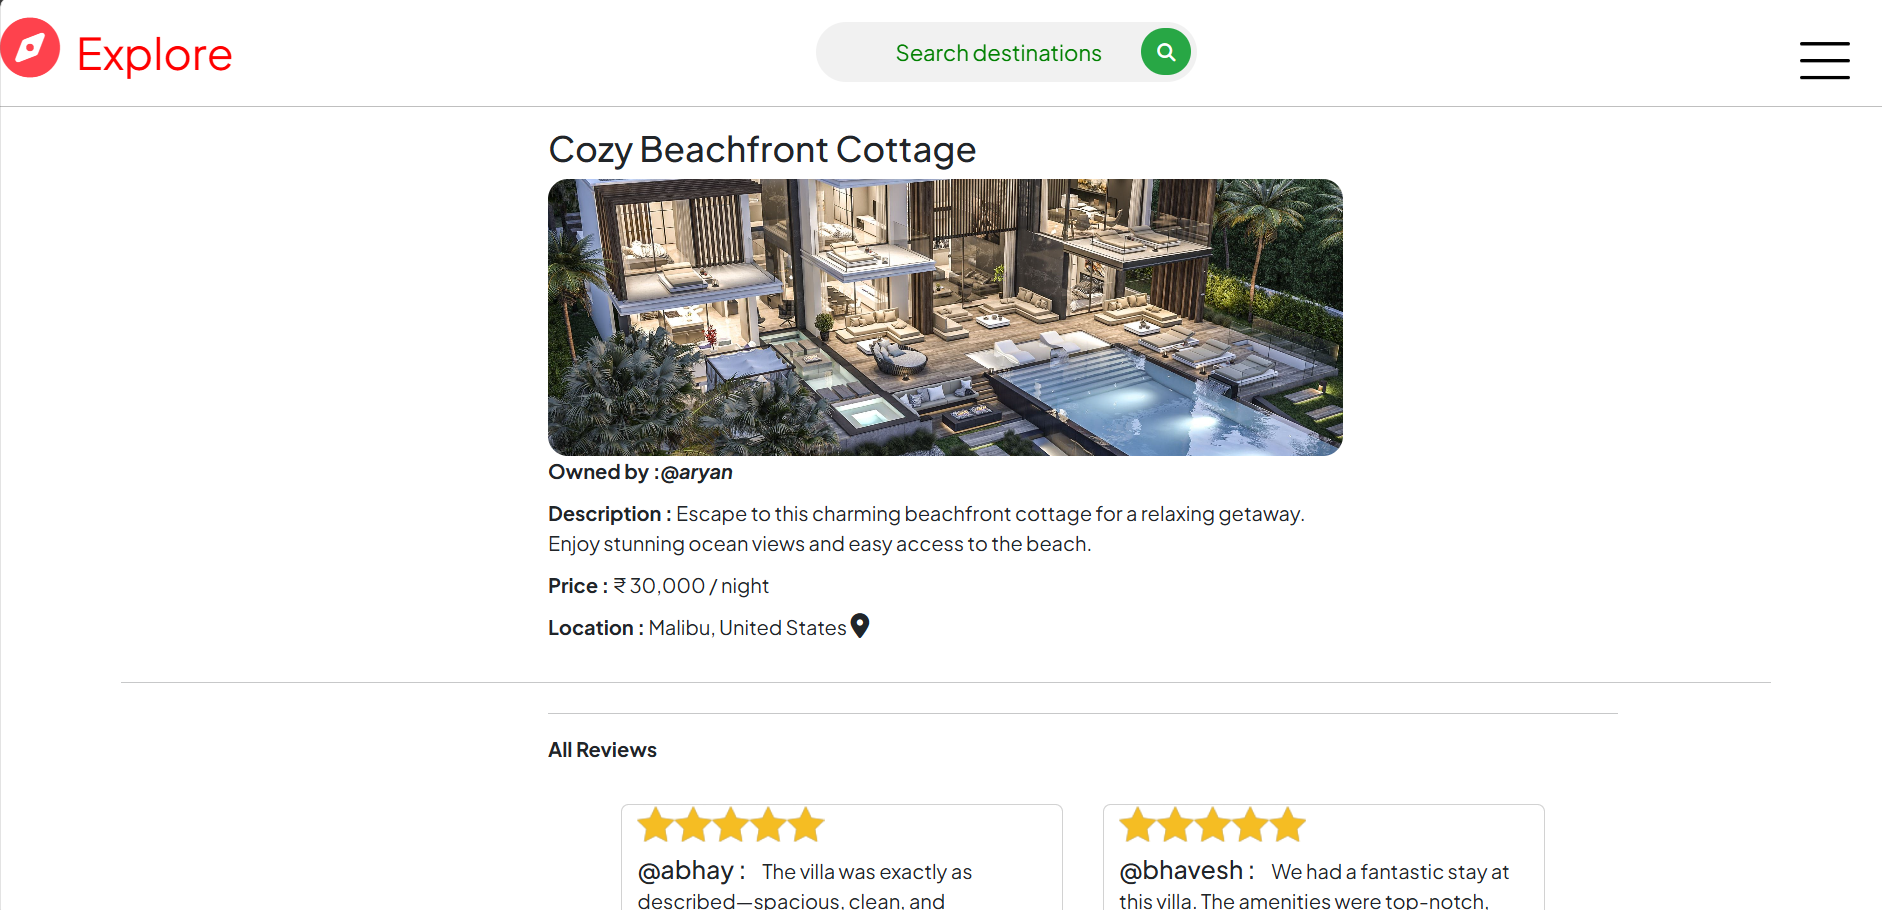 Explore
Search destinations
Cozy Beachfront Cottage
Owned by :@aryan
Description : Escape to this charming beachfront cottage for a relaxing getaway.
Enjoy stunning ocean views and easy access to the beach.
Price : ₹ 30,000 / night
Location : Malibu, United States
All Reviews
@abhay : The villa was exactly as
described—spacious, clean, and
@bhavesh : We had a fantastic stay at
this villa. The amenities were top-notch,